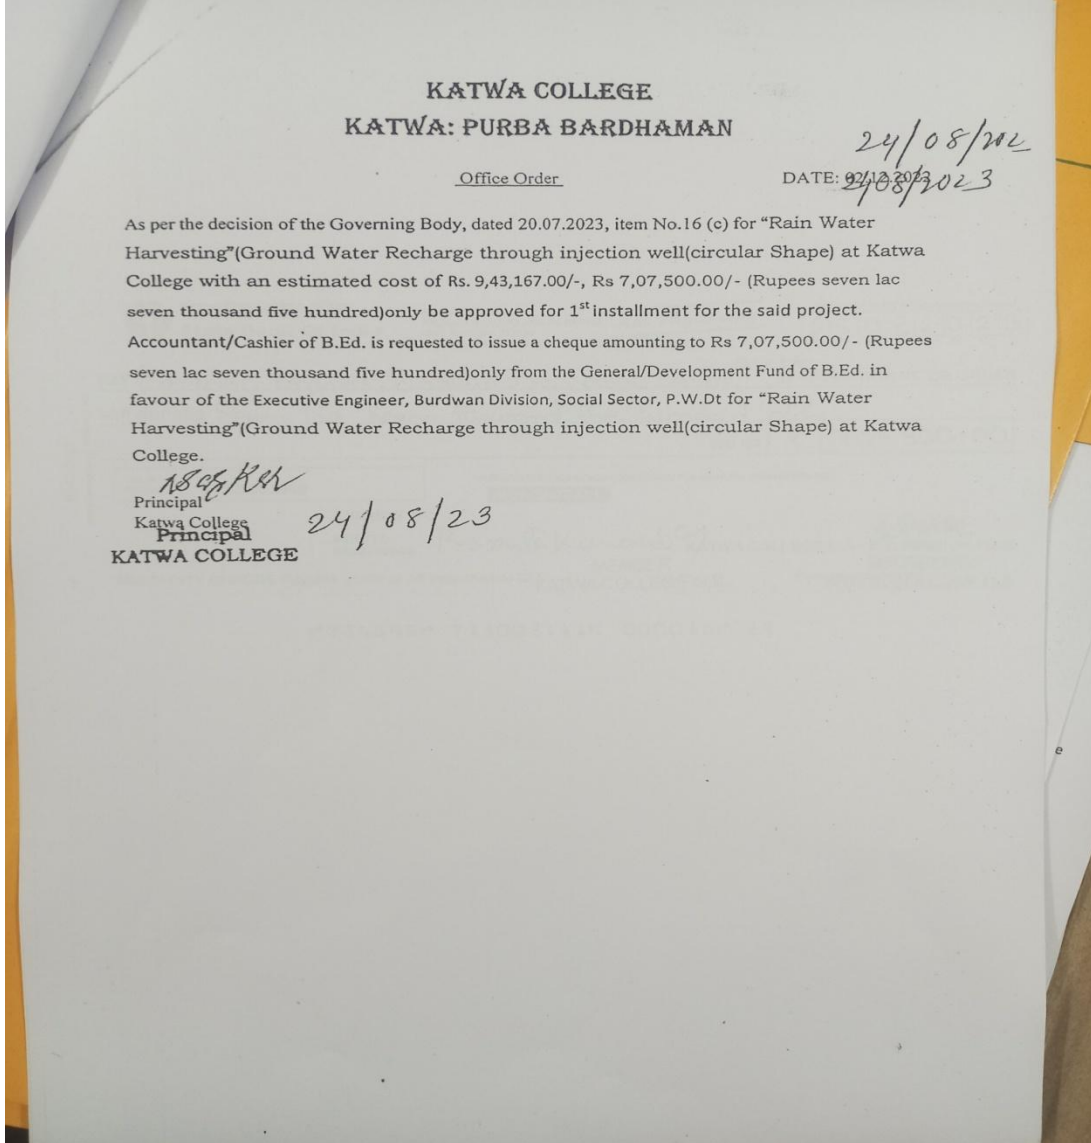 KATWA COLLEGE
KATWA: PURBA BARDHAMAN
24/08/202
Office Order
DATE: 02/12.2023
As per the decision of the Governing Body, dated 20.07.2023, item No.16 (c) for “Rain Water
Harvesting”(Ground Water Recharge through injection well(circular Shape) at Katwa
College with an estimated cost of Rs. 9,43,167.00/-, Rs 7,07,500.00/- (Rupees seven lac
seven thousand five hundred)only be approved for 1st installment for the said project.
Accountant/Cashier of B.Ed. is requested to issue a cheque amounting to Rs 7,07,500.00/- (Rupees
seven lac seven thousand five hundred)only from the General/Development Fund of B.Ed. in
favour of the Executive Engineer, Burdwan Division, Social Sector, P.W.Dt for “Rain Water
Harvesting”(Ground Water Recharge through injection well(circular Shape) at Katwa
College.
Principal
Katwa College
24/08/23
Principal
KATWA COLLEGE
e